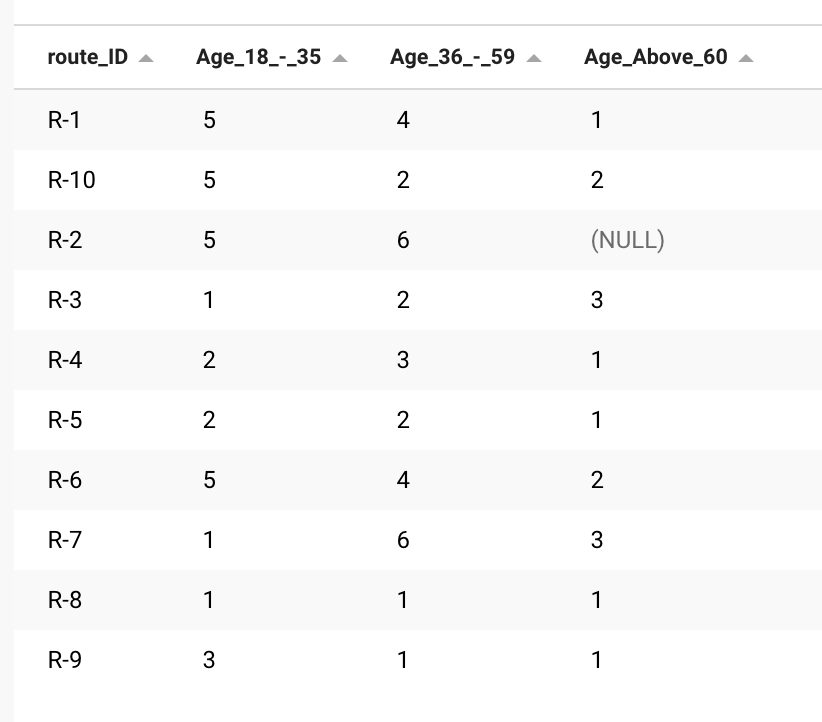 route_ID Age_18_-_35 Age_36_-_59 Age_Above_60
R-1 5 4 1
R-10 5 2 2
R-2 5 6 (NULL)
R-3 1 2 3
R-4 2 3 1
R-5 2 2 1
R-6 5 4 2
R-7 1 6 3
R-8 1 1 1
R-9 3 1 1